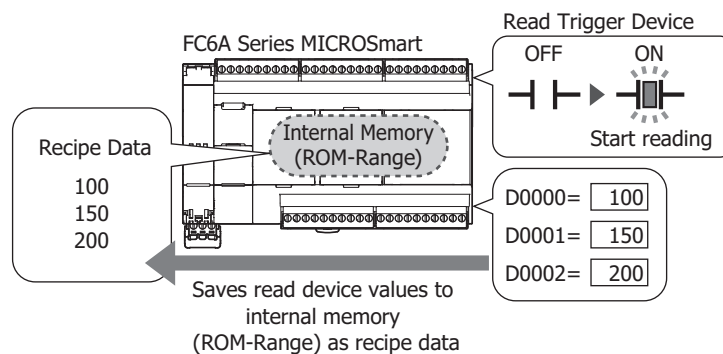 Read Trigger Device
FC6A Series MICROSmart
OFF
ON
Start reading
Internal Memory
(ROM-Range)
Recipe Data
100
150
200
D0000= 100
D0001= 150
D0002= 200
Saves read device values to
internal memory
(ROM-Range) as recipe data